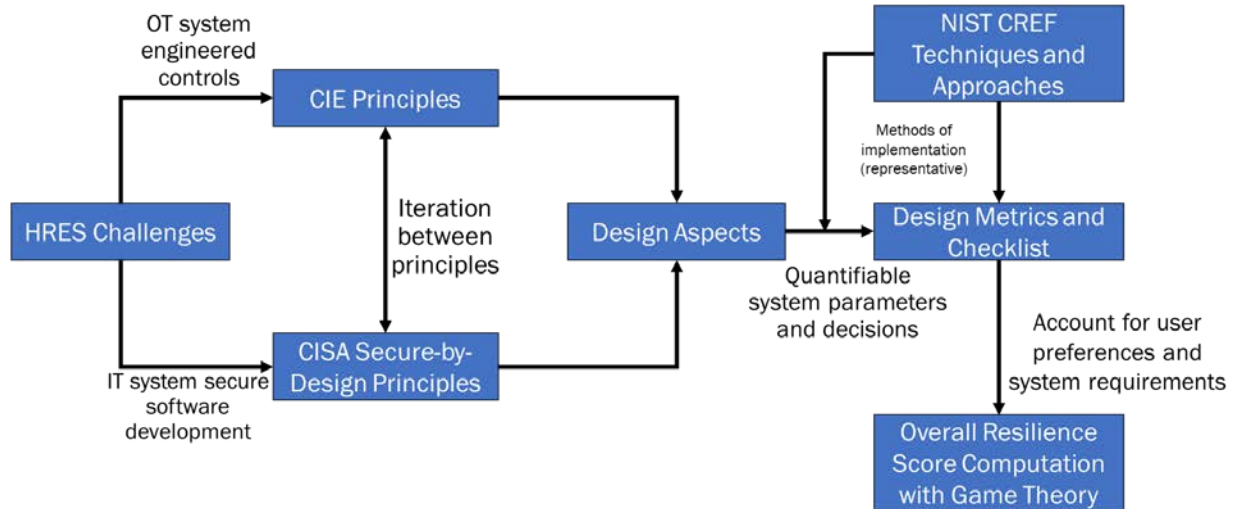 OT system
engineered
controls
CIE Principles
NIST CREF
Techniques and
Approaches
Methods of
implementation
(representative)
HRES Challenges
Iteration
between
principles
Design Aspects
Design Metrics and
Checklist
Quantifiable
system parameters
and decisions
CISA Secure-by-
Design Principles
IT system secure
software
development
Account for user
preferences and
system requirements
Overall Resilience
Score Computation
with Game Theory